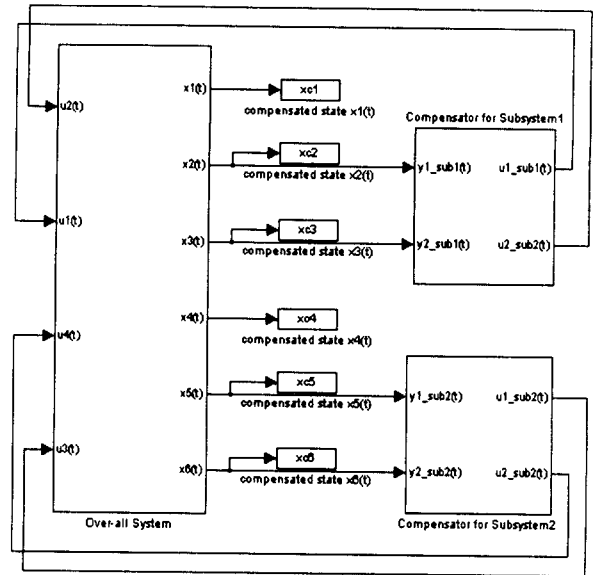 u2(t)
u1(t)
u4(t)
u3(t)
x1(t)
x2(t)
x3(t)
x4(t)
x5(t)
x6(t)
Over-all System
xc1
compensated state x1(t)
xc2
compensated state x2(t)
xc3
compensated state x3(t)
xc4
compensated state x4(t)
xc5
compensated state x5(t)
xc6
compensated state x6(t)
Compensator for Subsystem1
y1_sub1(t) u1_sub1(t)
y2_sub1(t) u2_sub2(t)
y1_sub2(t) u1_sub2(t)
y2_sub2(t) u2_sub2(t)
Compensator for Subsystem2